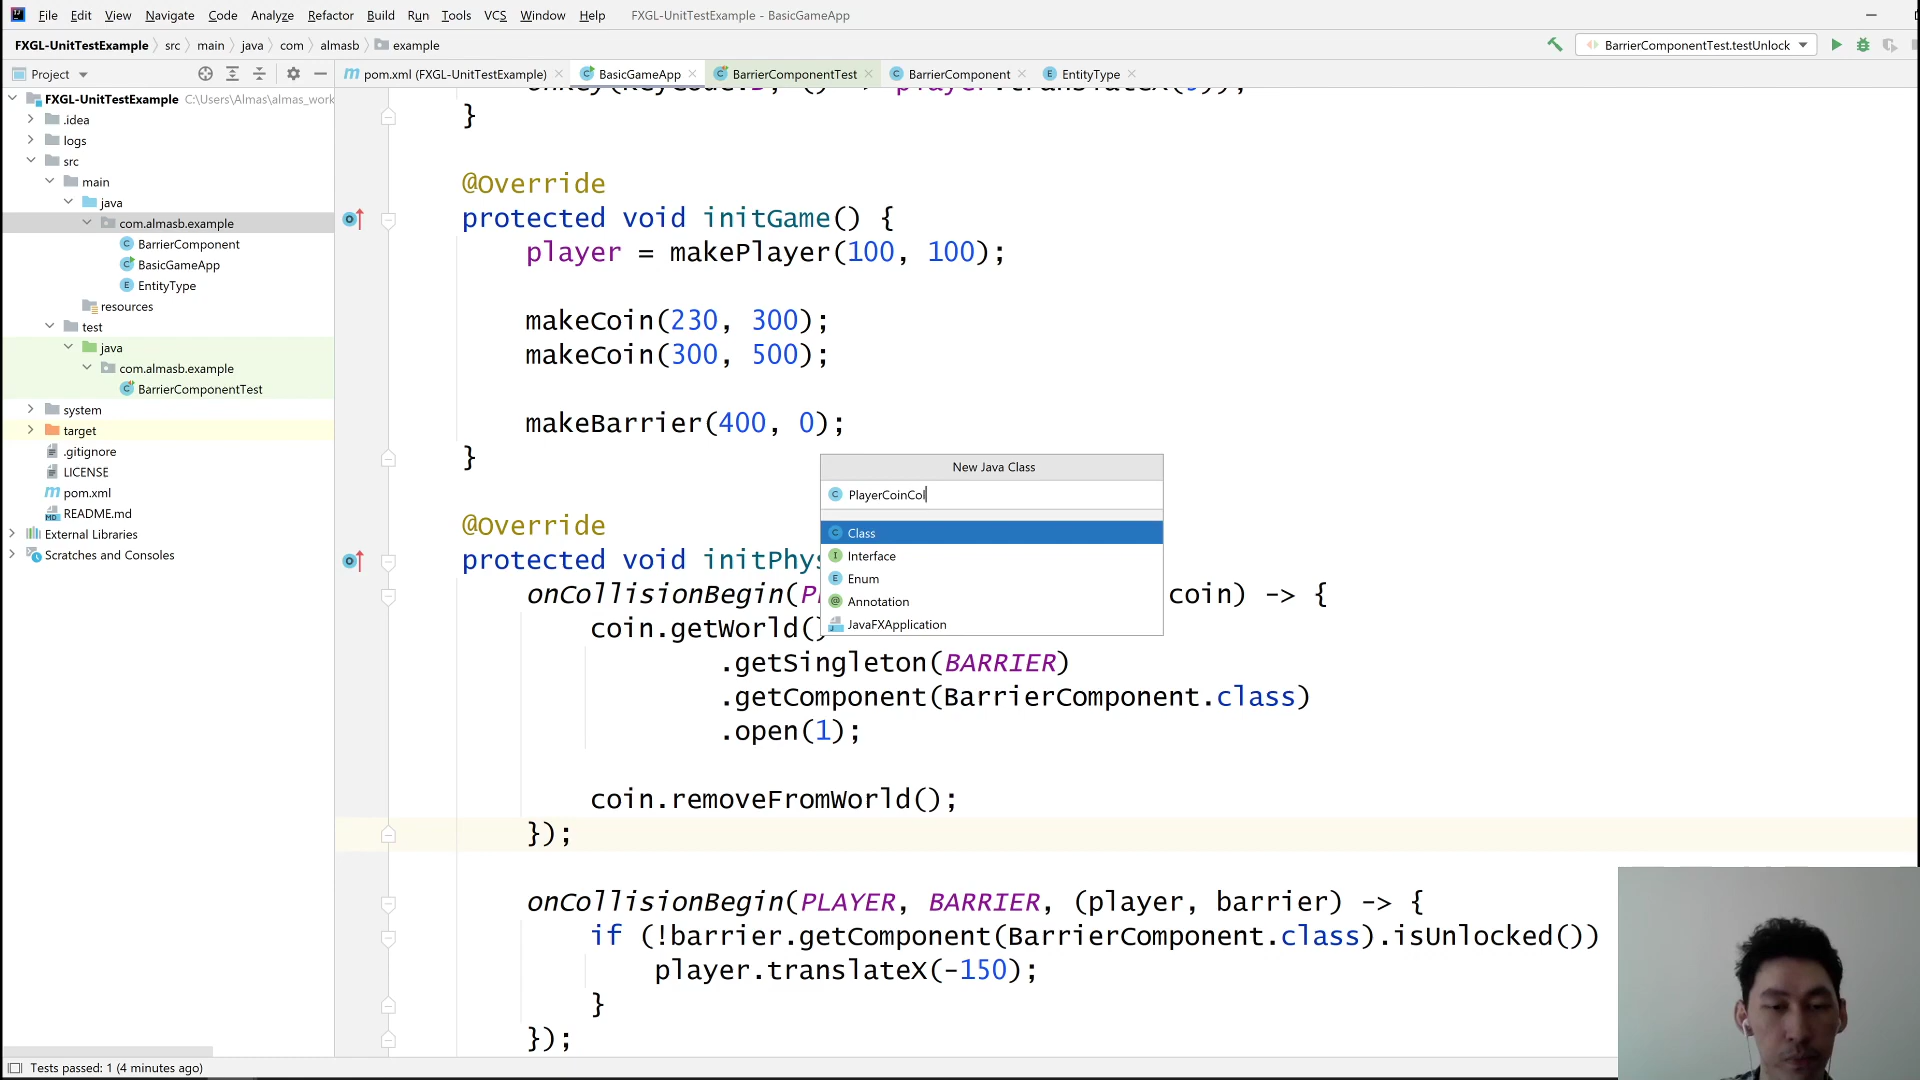 File Edit View Navigate Code Analyze Refactor Build Run Tools VCS Window Help FXGL-UnitTestExample - BasicGameApp
FXGL-UnitTestExample src main java com almasb example
BarrierComponentTest.testUnlock
Project
pom.xml (FXGL-UnitTestExample) BasicGameApp BarrierComponentTest BarrierComponent EntityType
FXGL-UnitTestExample C:\Users\Almas\almas_work
.idea
logs
src
main
java
com.almasb.example
BarrierComponent
BasicGameApp
EntityType
resources
test
java
com.almasb.example
BarrierComponentTest
system
target
.gitignore
LICENSE
pom.xml
README.md
External Libraries
Scratches and Consoles
}
@Override
protected void initGame() {
player = makePlayer(100, 100);
makeCoin(230, 300);
makeCoin(300, 500);
makeBarrier(400, 0);
}
@Override
protected void initPhys
onCollisionBegin(P coin) -> {
coin.getWorld()
.getSingleton(BARRIER)
.getComponent(BarrierComponent.class)
.open(1);
coin.removeFromWorld();
});
onCollisionBegin(PLAYER, BARRIER, (player, barrier) -> {
if (!barrier.getComponent(BarrierComponent.class).isUnlocked())
player.translateX(-150);
}
});
New Java Class
PlayerCoinCol
Class
Interface
Enum
Annotation
JavaFXApplication
Tests passed: 1 (4 minutes ago)